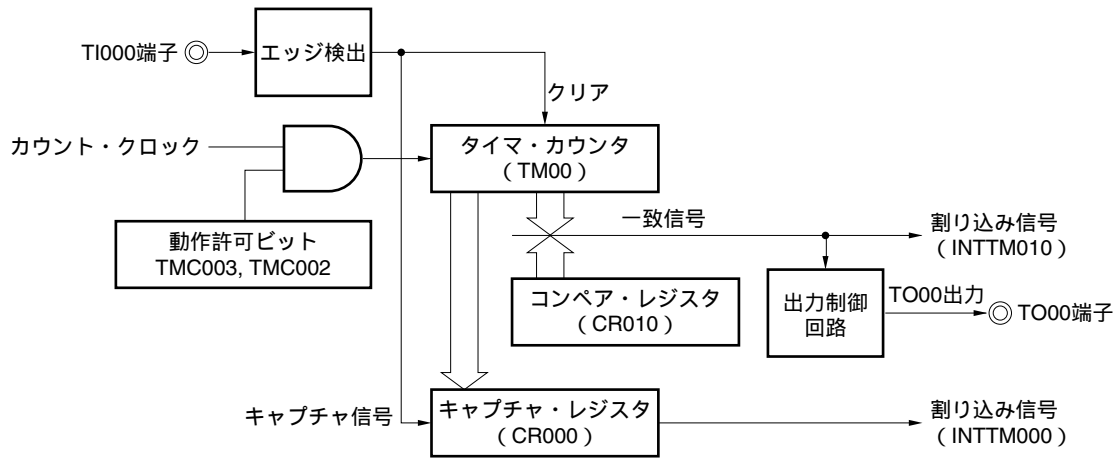 TI000端子
エッジ検出
クリア
カウント・クロック
タイマ・カウンタ
（TM00）
動作許可ビット
TMC003, TMC002
一致信号
割り込み信号
（INTTM010）
コンペア・レジスタ
（CR010）
出力制御
回路
TO00出力
TO00端子
キャプチャ信号
キャプチャ・レジスタ
（CR000）
割り込み信号
（INTTM000）